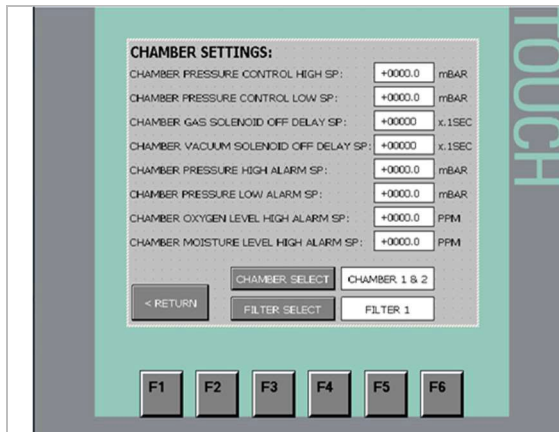 CHAMBER SETTINGS:
CHAMBER PRESSURE CONTROL HIGH SP: +0000.0 mBAR
CHAMBER PRESSURE CONTROL LOW SP: +0000.0 mBAR
CHAMBER GAS SOLENOID OFF DELAY SP: +00000 x.1SEC
CHAMBER VACUUM SOLENOID OFF DELAY SP: +00000 x.1SEC
CHAMBER PRESSURE HIGH ALARM SP: +0000.0 mBAR
CHAMBER PRESSURE LOW ALARM SP: +0000.0 mBAR
CHAMBER OXYGEN LEVEL HIGH ALARM SP: +0000.0 PPM
CHAMBER MOISTURE LEVEL HIGH ALARM SP: +0000.0 PPM
CHAMBER SELECT CHAMBER 1 & 2
< RETURN
FILTER SELECT FILTER 1
F1 F2 F3 F4 F5 F6
TOUCH